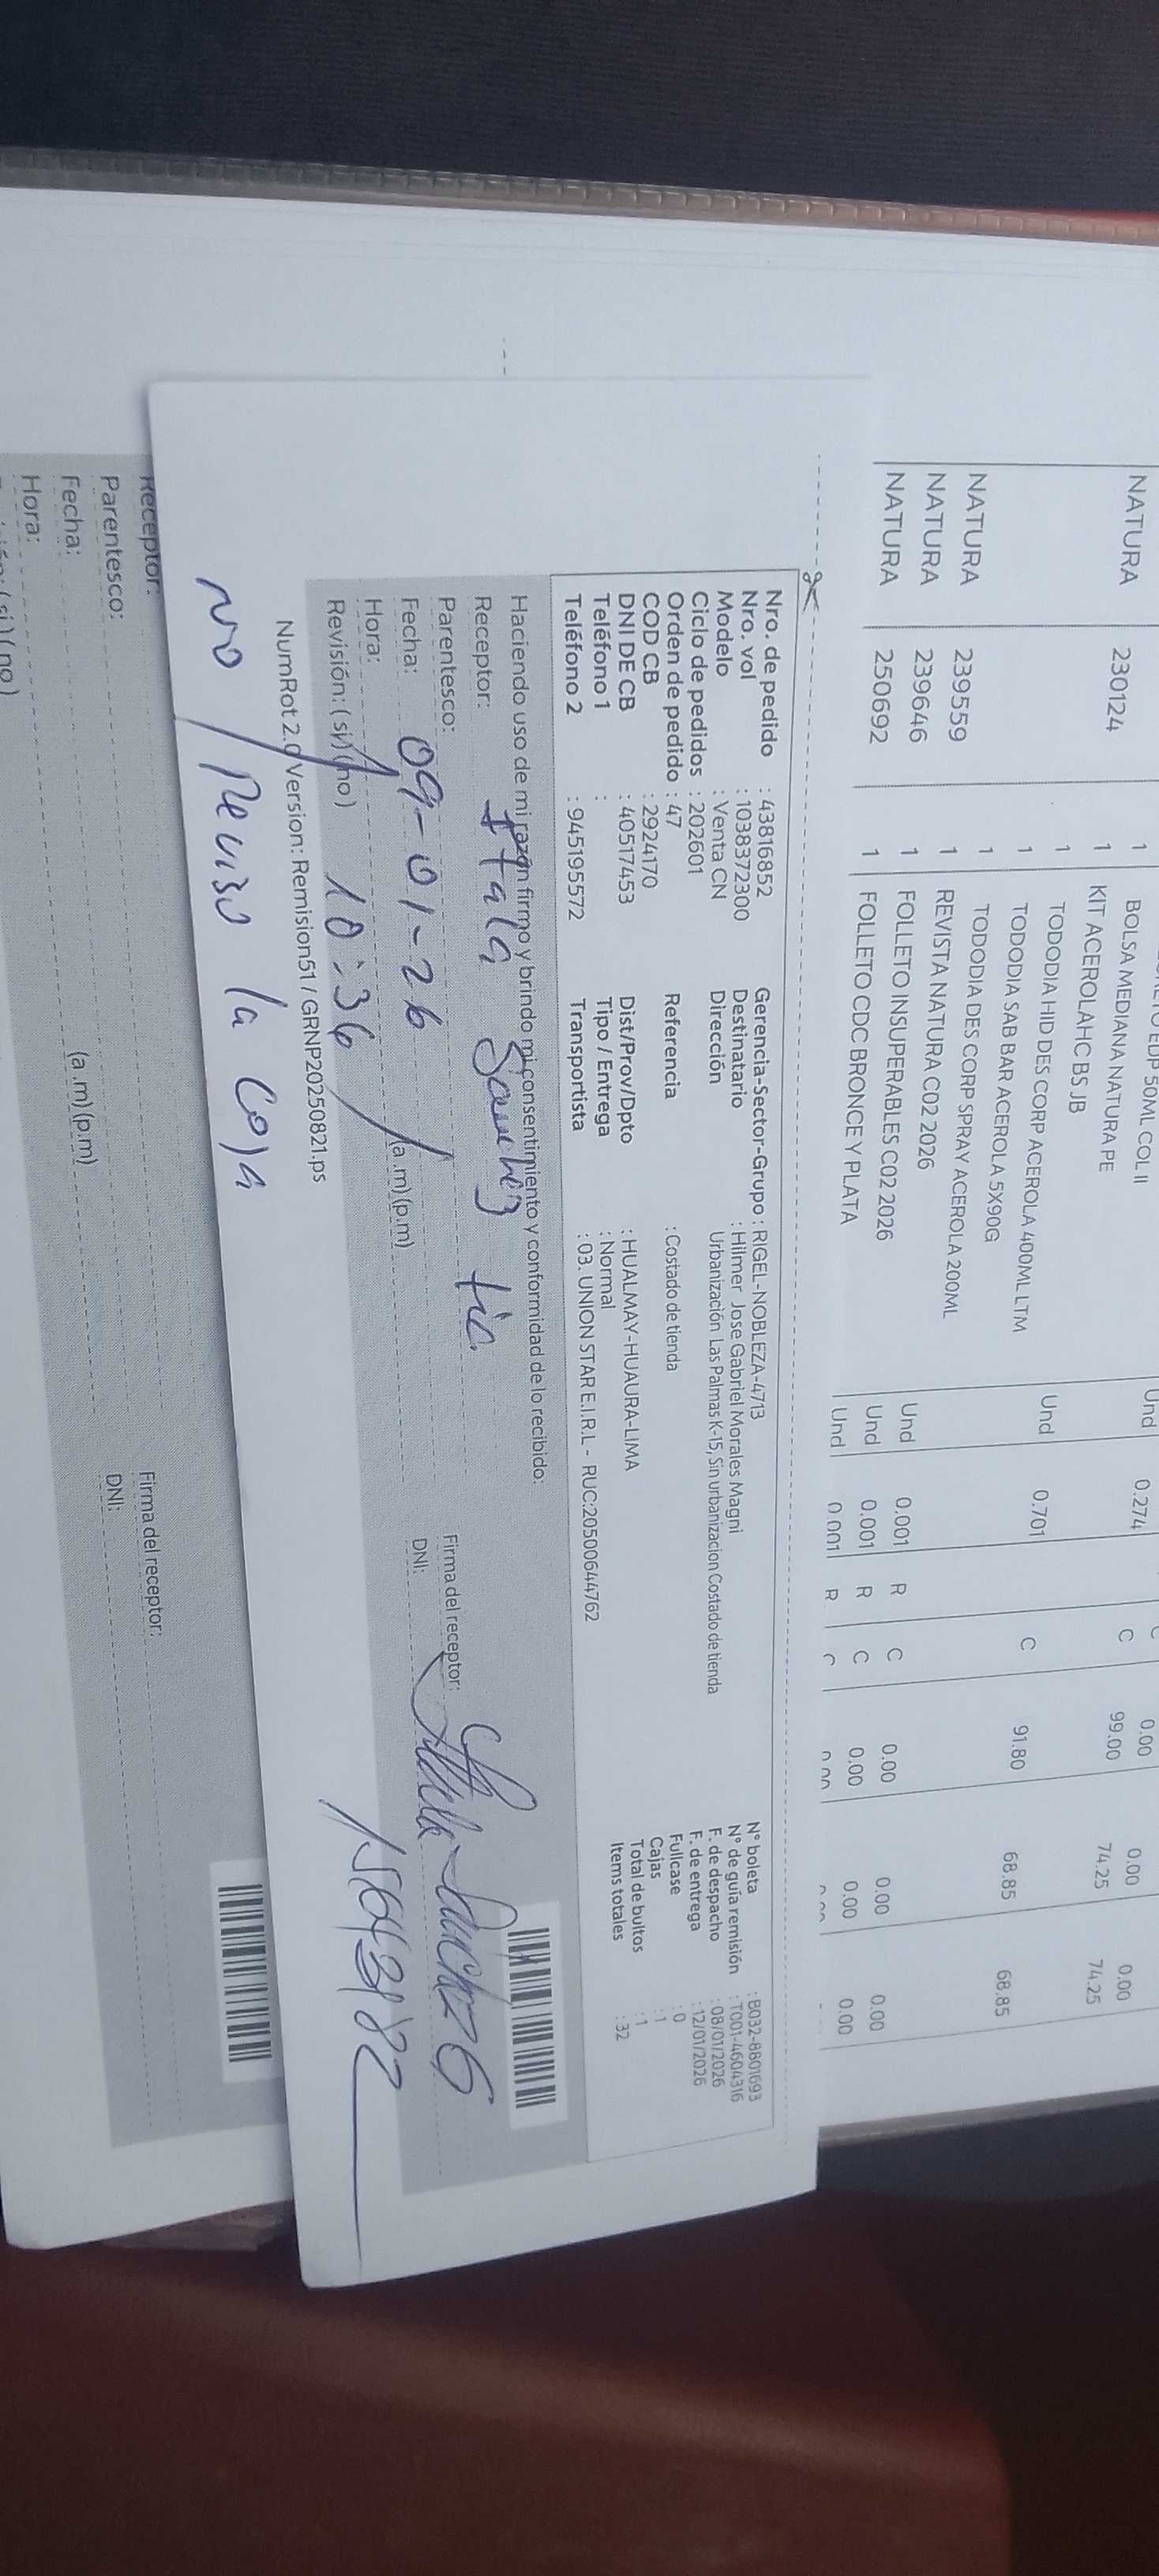 50ML COL II Und
NATURA 230124 1 BOLSA MEDIANA NATURA PE 0.274 C 0.00 0.00 0.00
1 KIT ACEROLAHC BS JB 99.00 74.25 74.25
1 TODODIA HID DES CORP ACEROLA 400ML LTM Und 0.701 C 91.80 68.85 68.85
1 TODODIA SAB BAR ACEROLA 5X90G
1 TODODIA DES CORP SPRAY ACEROLA 200ML
NATURA 239559 1 REVISTA NATURA C02 2026 Und 0.001 R C 0.00 0.00 0.00
NATURA 239646 1 FOLLETO INSUPERABLES C02 2026 Und 0.001 R C 0.00 0.00 0.00
NATURA 250692 1 FOLLETO CDC BRONCE Y PLATA Und 0.001 R
Nro. de pedido : 43816852 Gerencia-Sector-Grupo : RIGEL-NOBLEZA-4713 N° boleta : B032-8801693
Nro. vol : 1038372300 Destinatario : Hilmer Jose Gabriel Morales Magni N° de guía remisión : T001-4604316
Modelo : Venta CN Dirección : Urbanización Las Palmas K-15, Sin urbanizacion Costado de tienda F. de despacho : 08/01/2026
Ciclo de pedidos : 202601 F. de entrega : 12/01/2026
Orden de pedido : 47 Referencia : Costado de tienda Fullcase : 0
COD CB : 2924170 Cajas : 1
DNI DE CB : 40517453 Dist/Prov/Dpto : HUALMAY-HUAURA-LIMA Total de bultos : 1
Teléfono 1 : Tipo / Entrega : Normal Items totales : 32
Teléfono 2 : 945195572 Transportista : 03. UNION STAR E.I.R.L - RUC:20500644762
Haciendo uso de mi razón firmo y brindo mi consentimiento y conformidad de lo recibido:
Receptor: Itala Sanchez tia
Parentesco: Firma del receptor:
Fecha: 09-01-26 DNI: 15643182
Hora: 10:36 (a .m) (p.m)
Revisión: ( si) (no)
NumRot 2.0 Version: Remision51 / GRNP20250821.ps
no reviso la caja
Receptor:
Parentesco: Firma del receptor:
Fecha: DNI:
Hora: (a .m) (p.m)
( si ) ( no )